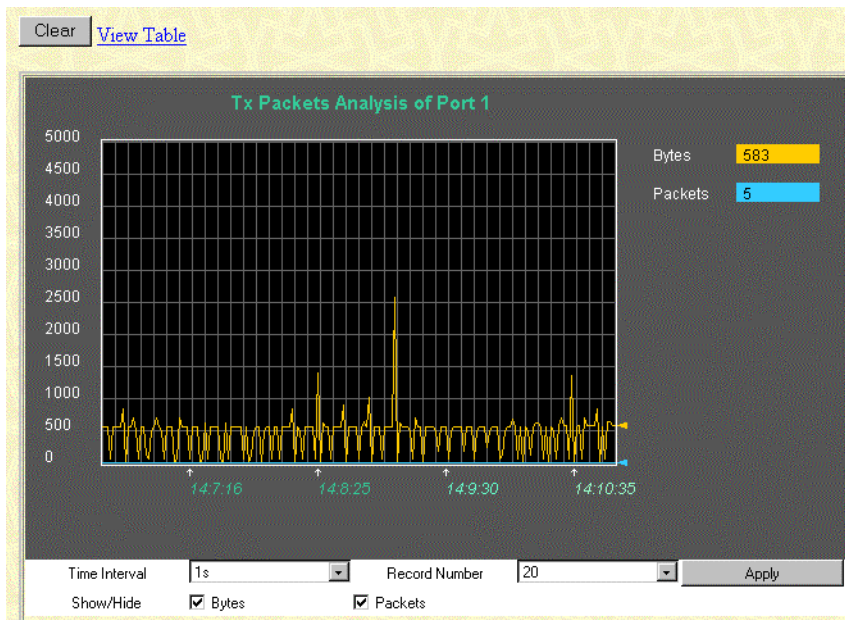 Clear View Table
Tx Packets Analysis of Port 1
5000
4500
4000
3500
3000
2500
2000
1500
1000
500
0
14:7:16 14:8:25 14:9:30 14:10:35
Bytes 583
Packets 5
Time Interval 1s Record Number 20 Apply
Show/Hide Bytes Packets